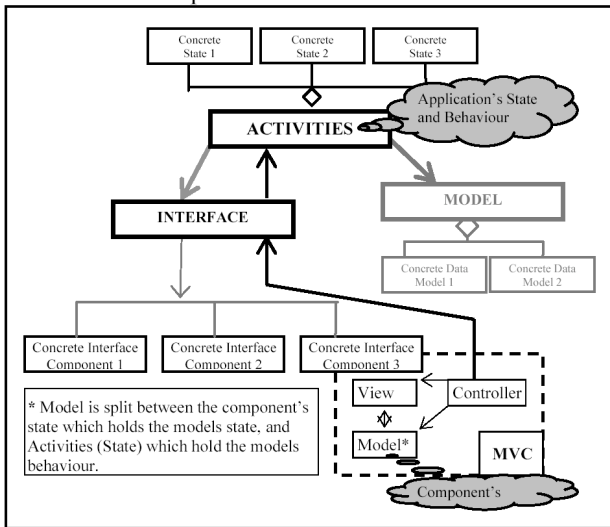 Concrete
State 1
Concrete
State 2
Concrete
State 3
Application's State
and Behaviour
ACTIVITIES
INTERFACE
MODEL
Concrete Data
Model 1
Concrete Data
Model 2
Concrete Interface
Component 1
Concrete Interface
Component 2
Concrete Interface
Component 3
View
Controller
Model*
MVC
Component's
* Model is split between the component's
state which holds the models state, and
Activities (State) which hold the models
behaviour.